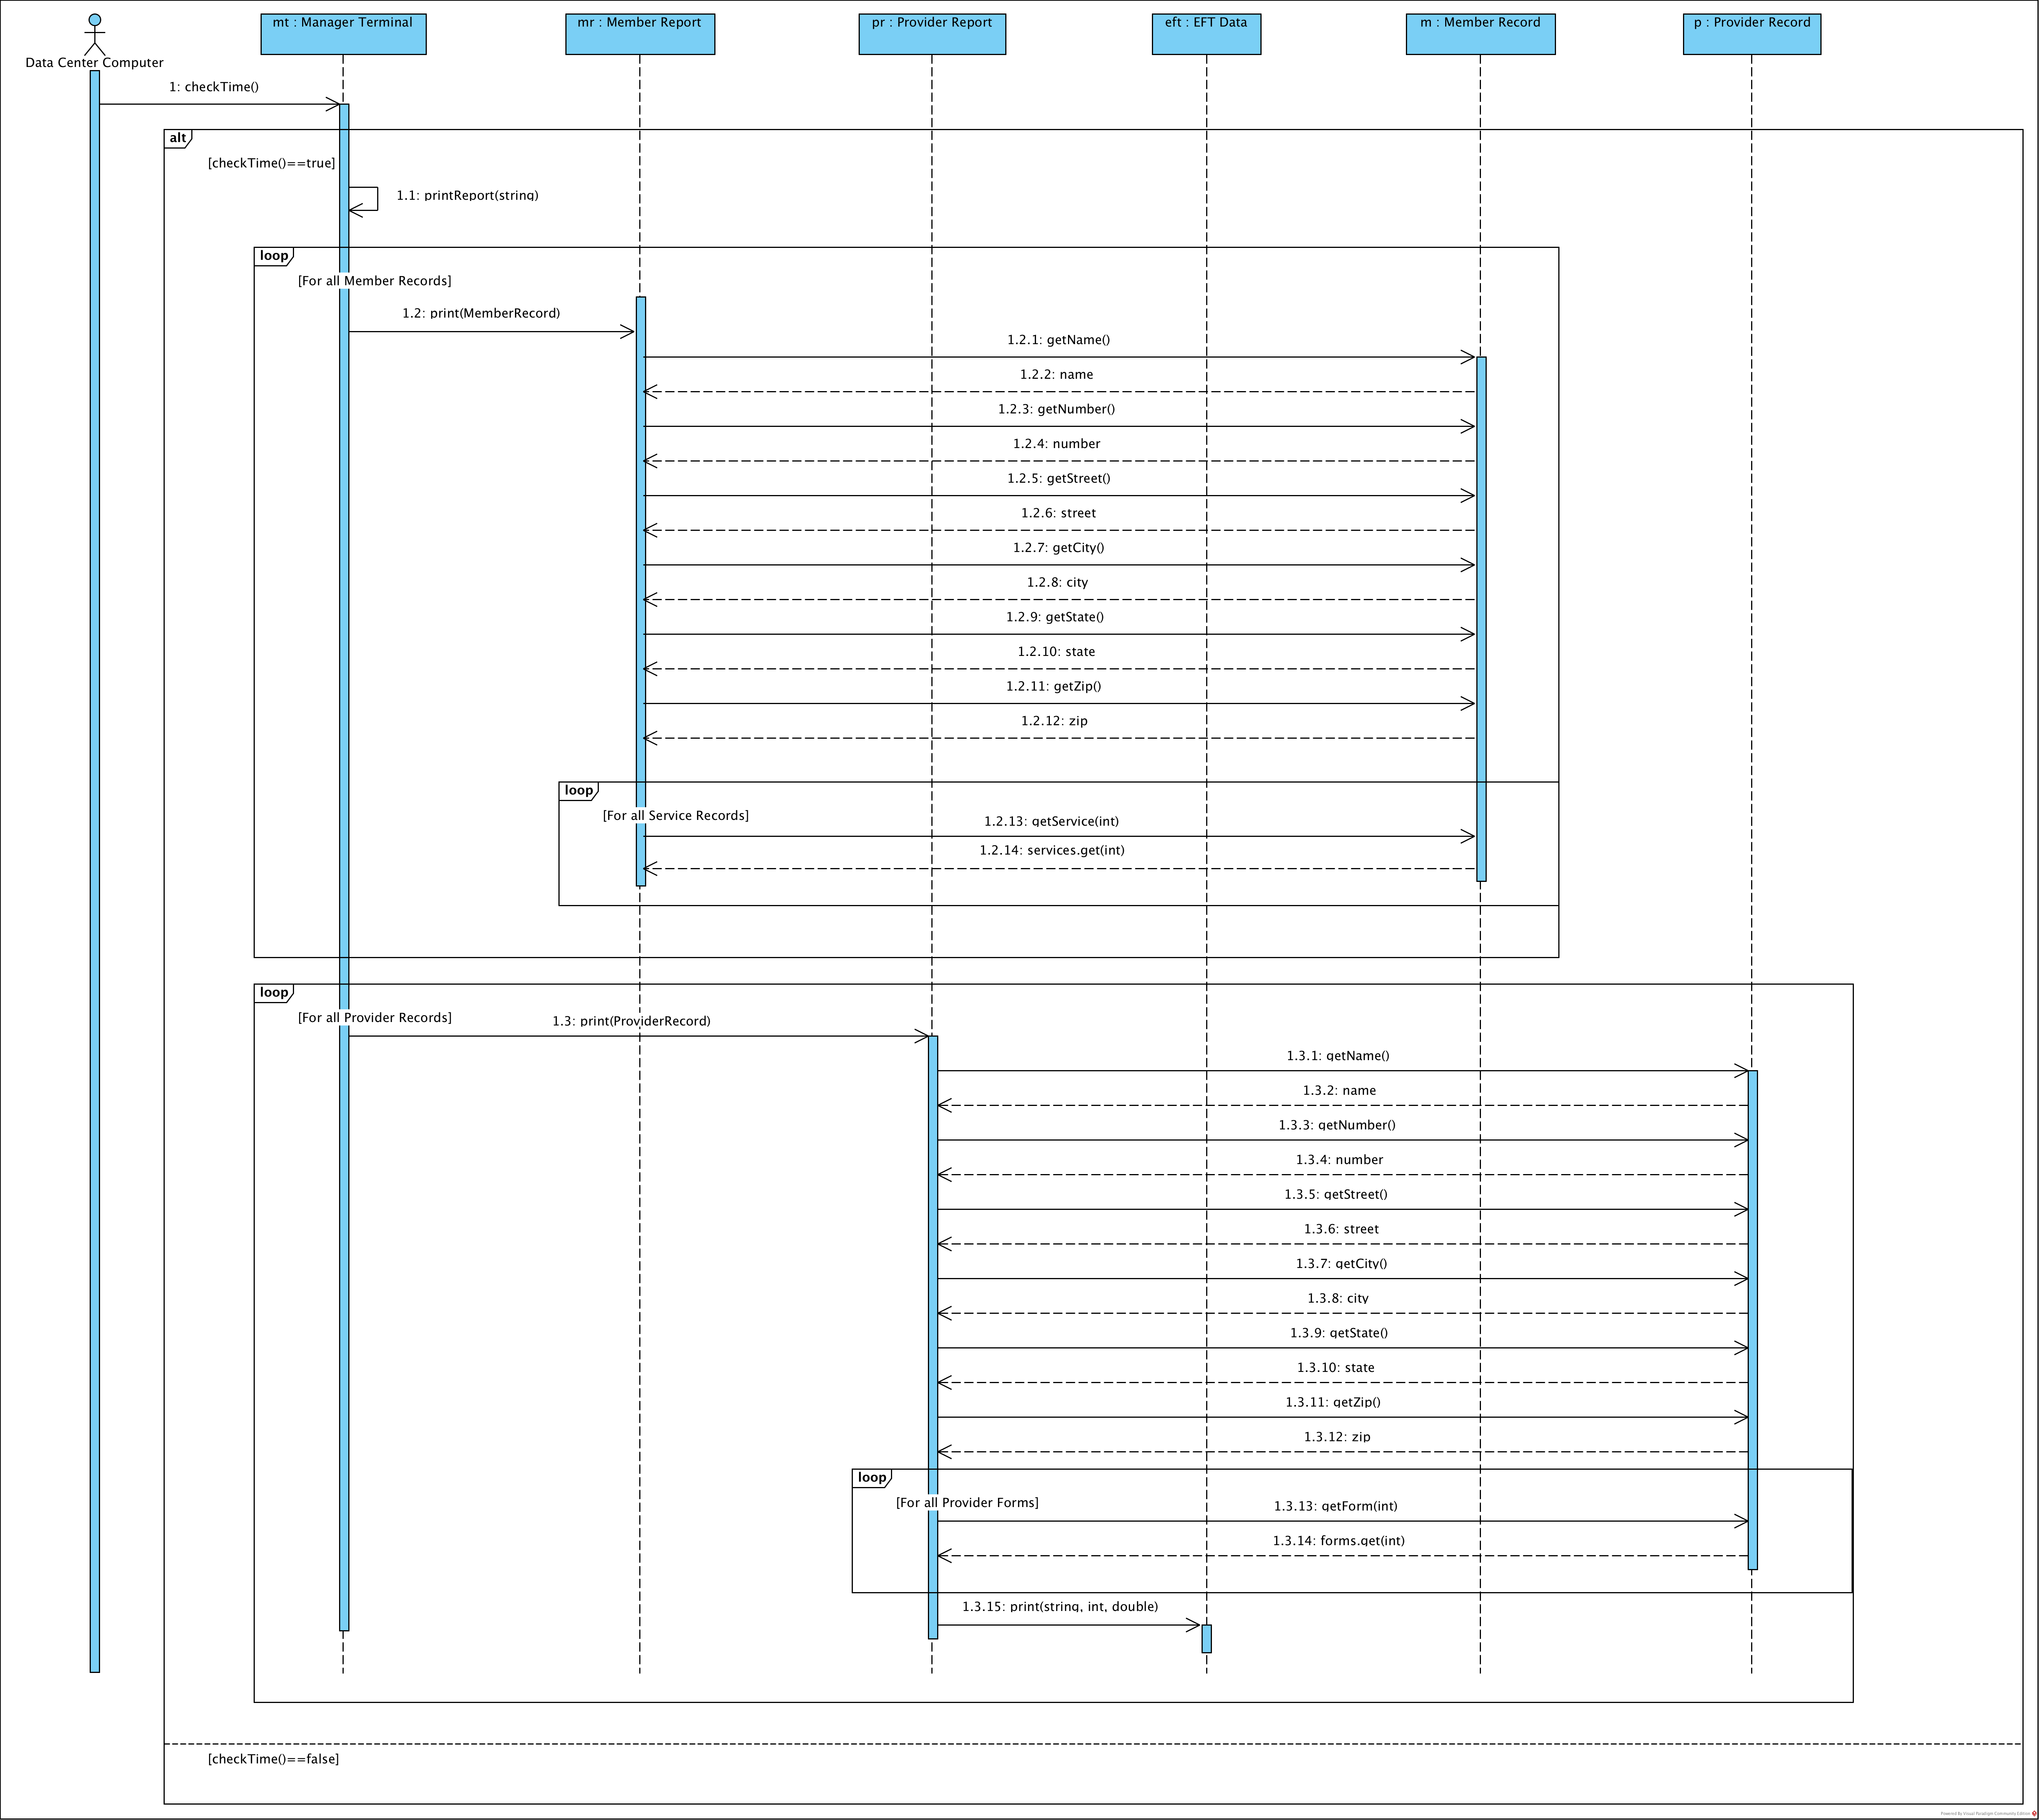 mt : Manager Terminal
mr : Member Report
pr : Provider Report
eft : EFT Data
m : Member Record
p : Provider Record
Data Center Computer
1: checkTime()
alt
[checkTime()==true]
1.1: printReport(string)
loop
[For all Member Records]
1.2: print(MemberRecord)
1.2.1: getName()
1.2.2: name
1.2.3: getNumber()
1.2.4: number
1.2.5: getStreet()
1.2.6: street
1.2.7: getCity()
1.2.8: city
1.2.9: getState()
1.2.10: state
1.2.11: getZip()
1.2.12: zip
loop
[For all Service Records]
1.2.13: getService(int)
1.2.14: services.get(int)
loop
[For all Provider Records]
1.3: print(ProviderRecord)
1.3.1: getName()
1.3.2: name
1.3.3: getNumber()
1.3.4: number
1.3.5: getStreet()
1.3.6: street
1.3.7: getCity()
1.3.8: city
1.3.9: getState()
1.3.10: state
1.3.11: getZip()
1.3.12: zip
loop
[For all Provider Forms]
1.3.13: getForm(int)
1.3.14: forms.get(int)
1.3.15: print(string, int, double)
[checkTime()==false]
Powered By Visual Paradigm Community Edition